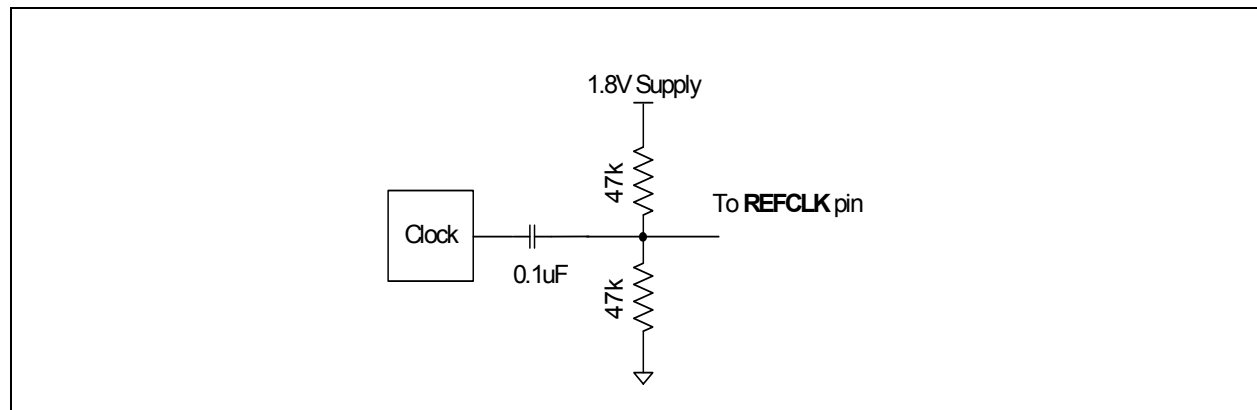 1.8V Supply
47k
To REFCLK pin
Clock
0.1uF
47k